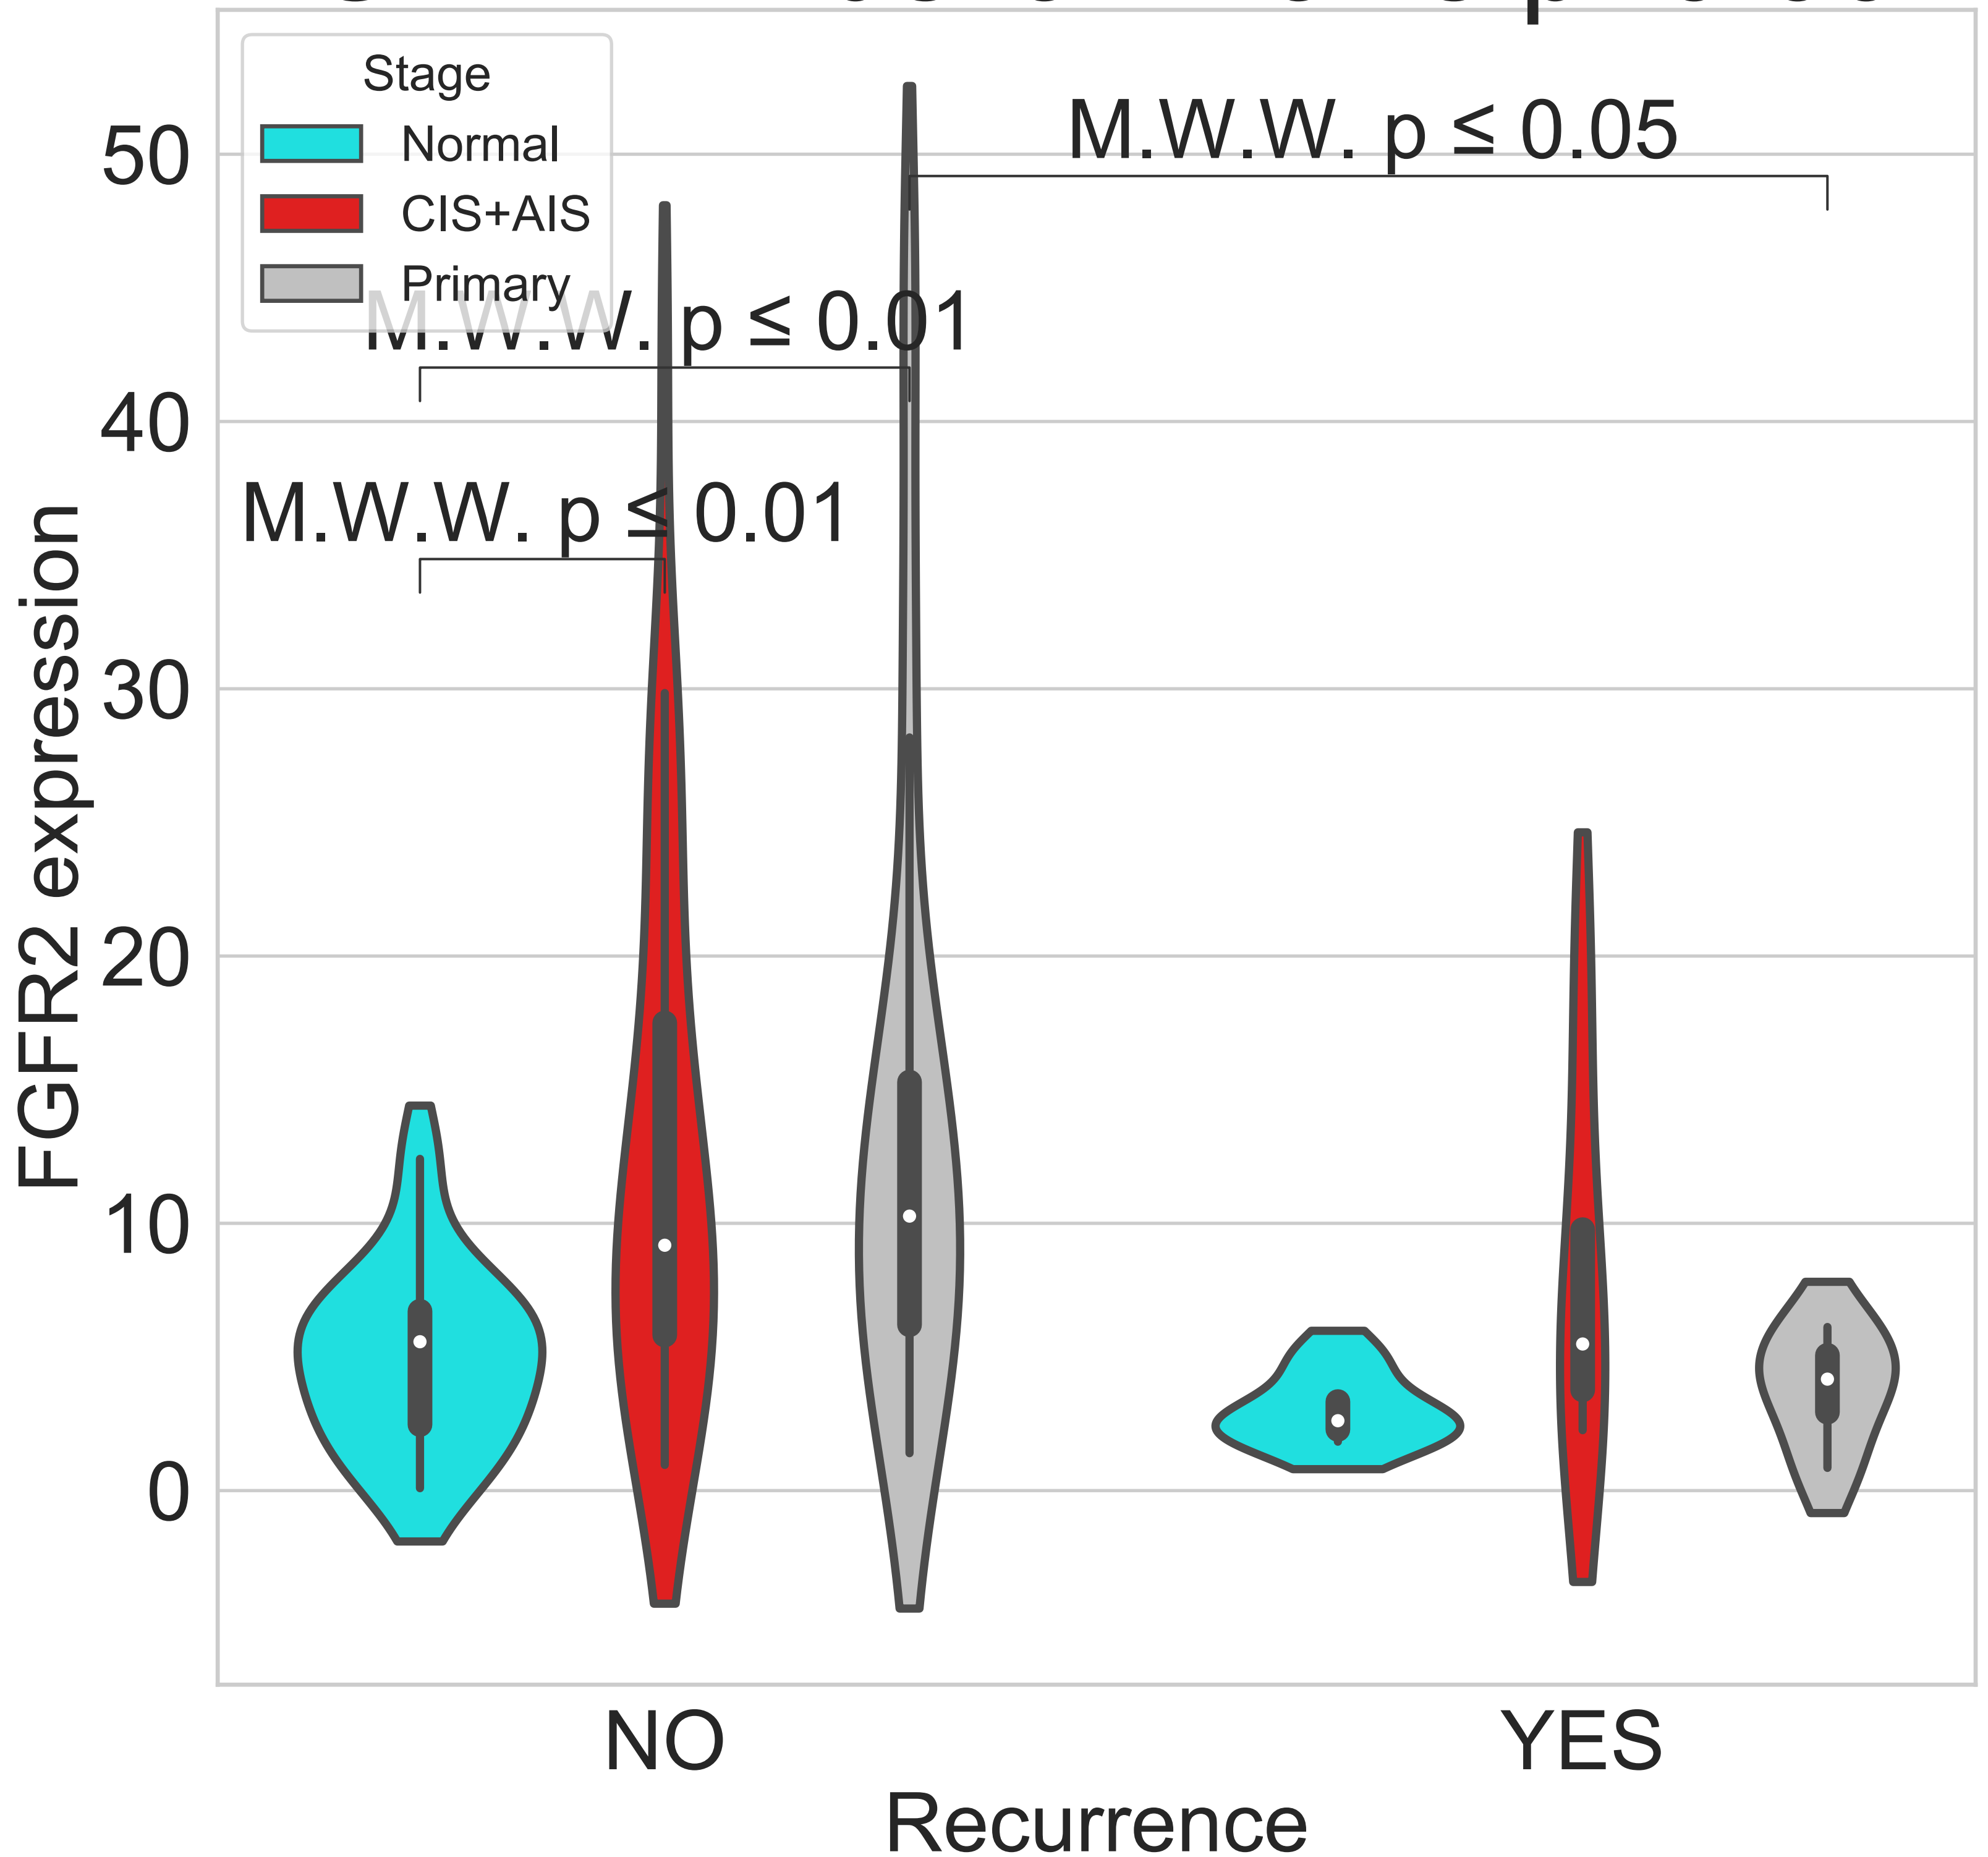 Stage
Normal
CIS+AIS
Primary
M.W.W. p ≤ 0.05
M.W.W. p ≤ 0.01
M.W.W. p ≤ 0.01
50
40
30
20
10
0
FGFR2 expression
NO
YES
Recurrence